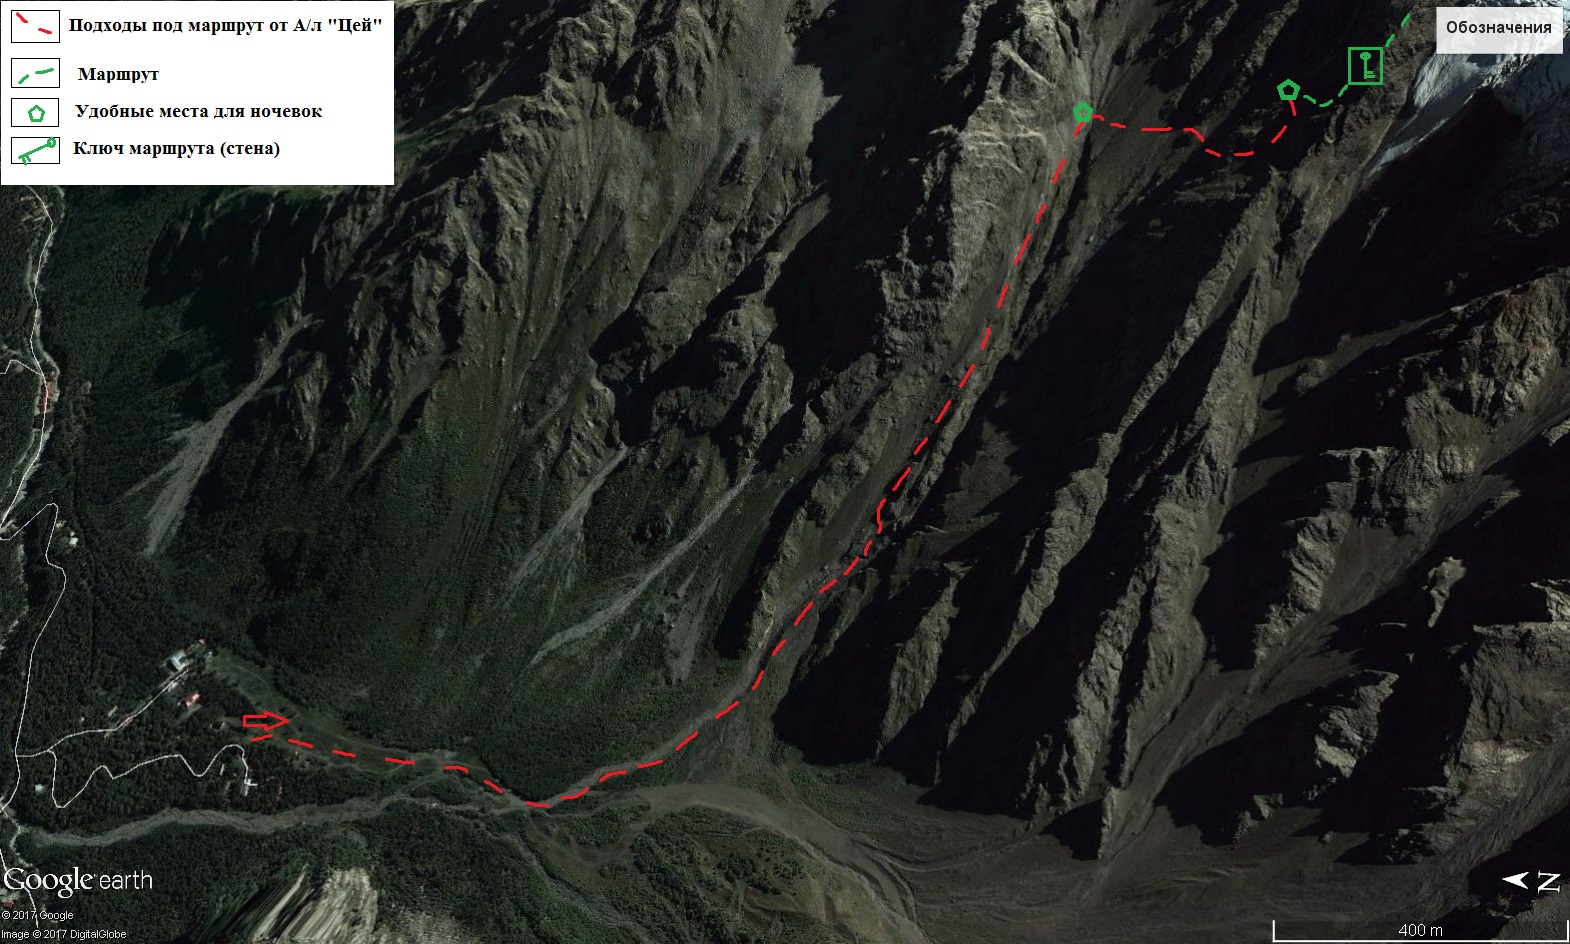 Подходы под маршрут от А/л "Цей"
Маршрут
Удобные места для ночевок
Ключ маршрута (стена)
Обозначения
Google earth
© 2017 Google
Image © 2017 DigitalGlobe
N
400 m